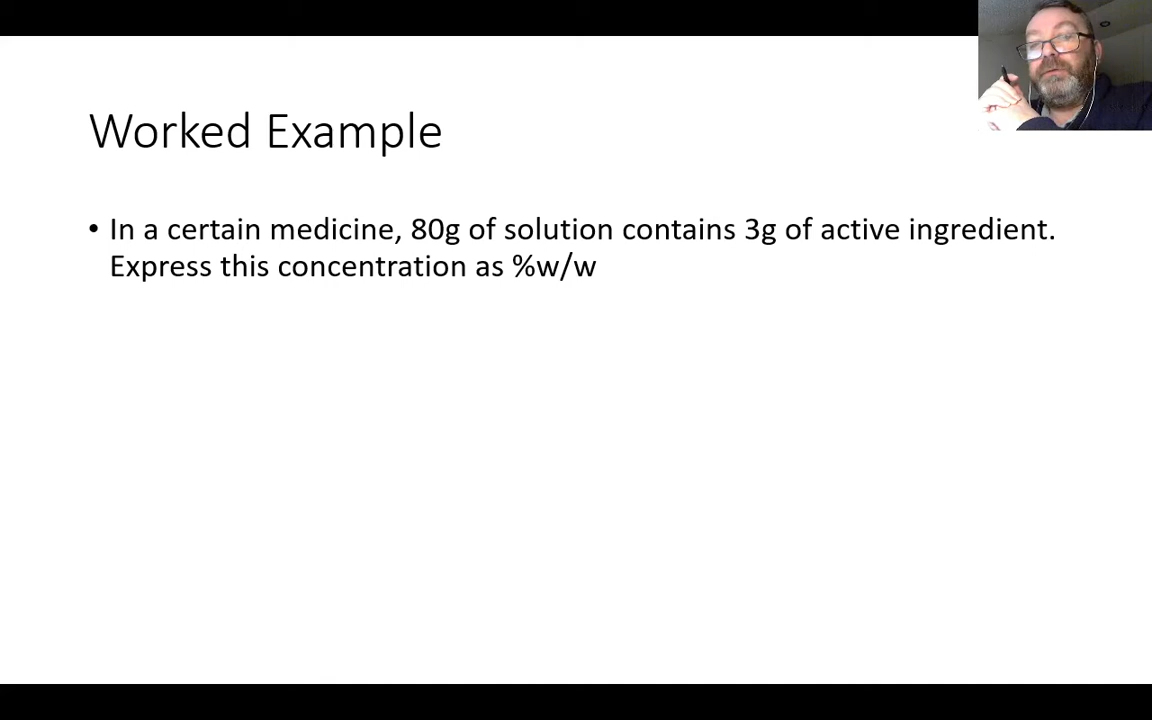 Worked Example
• In a certain medicine, 80g of solution contains 3g of active ingredient.
Express this concentration as %w/w